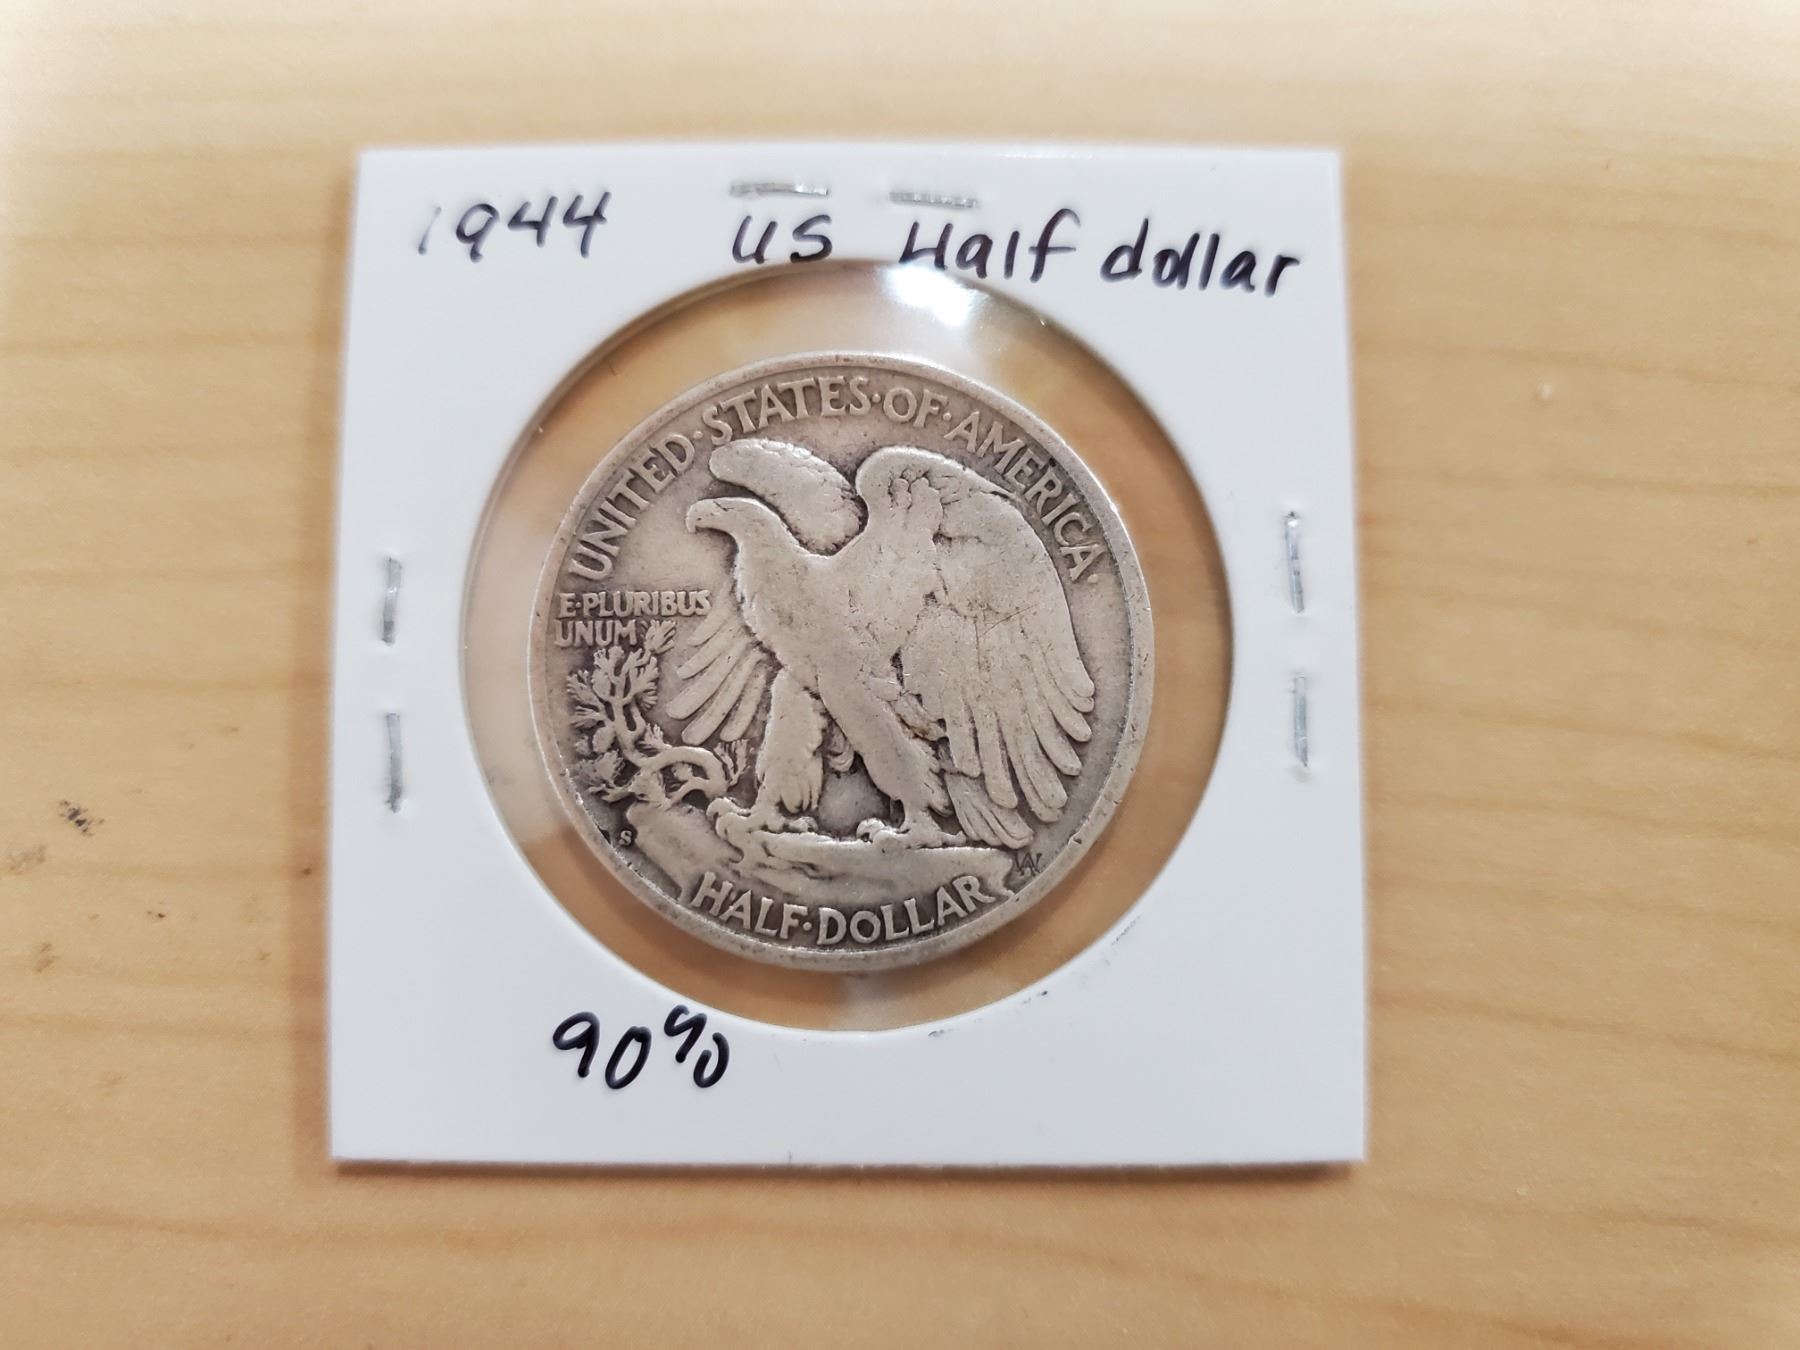 1944 US Half dollar
UNITED·STATES·OF·AMERICA·
E·PLURIBUS
UNUM
S
AW
HALF·DOLLAR
90%